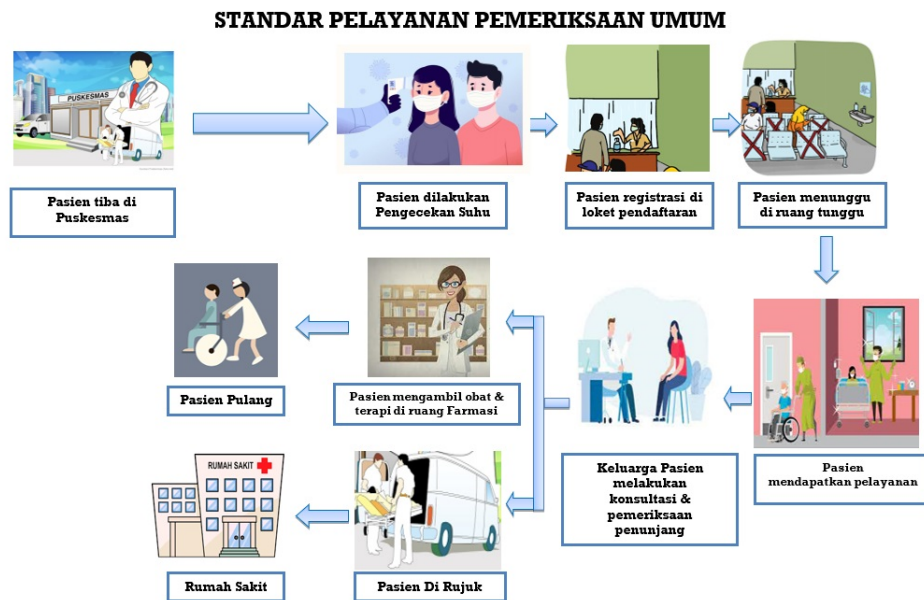 STANDAR PELAYANAN PEMERIKSAAN UMUM
PUSKESMAS
Pasien tiba di
Puskesmas
Pasien dilakukan
Pengecekan Suhu
Pasien registrasi di
loket pendaftaran
Pasien menunggu
di ruang tunggu
Pasien
mendapatkan pelayanan
Keluarga Pasien
melakukan
konsultasi &
pemeriksaan
penunjang
Pasien mengambil obat &
terapi di ruang Farmasi
Pasien Pulang
Pasien Di Rujuk
RUMAH SAKIT
Rumah Sakit